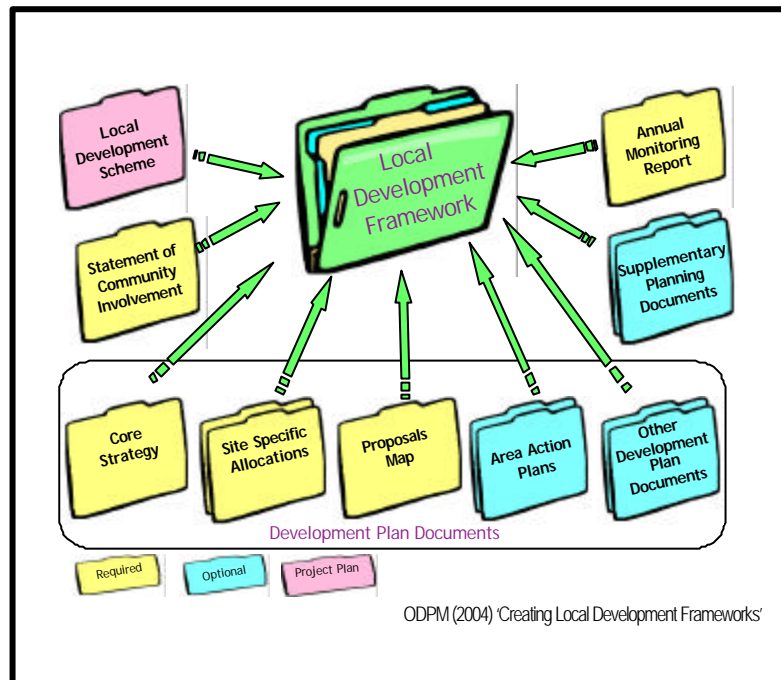 Local
Development
Scheme
Local
Development
Framework
Annual
Monitoring
Report
Statement of
Community
Involvement
Supplementary
Planning
Documents
Core
Strategy
Site Specific
Allocations
Proposals
Map
Area Action
Plans
Other
Development
Plan
Documents
Development Plan Documents
Required
Optional
Project Plan
ODPM (2004) ‘Creating Local Development Frameworks’